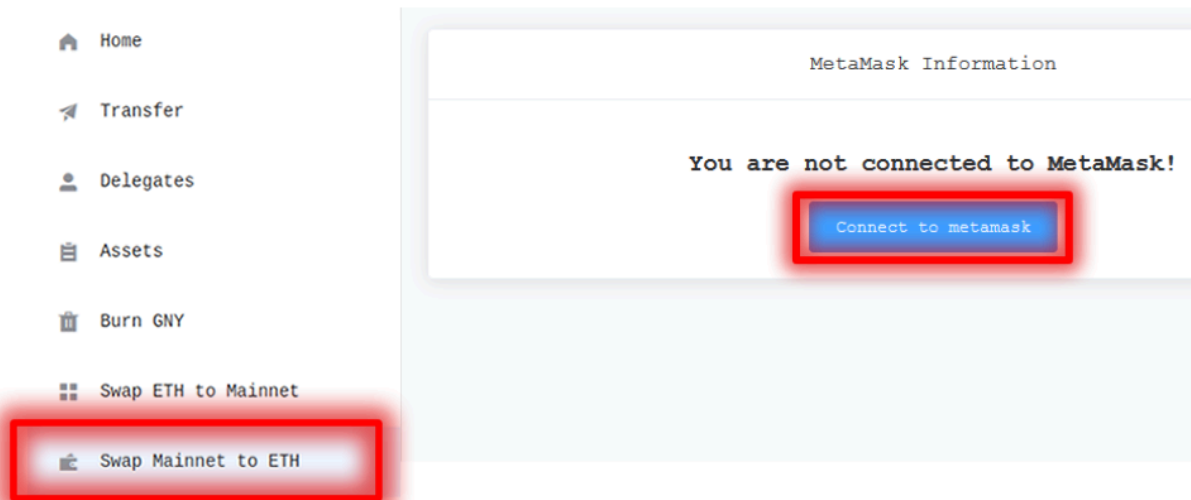 Home
Transfer
Delegates
Assets
Burn GNY
Swap ETH to Mainnet
Swap Mainnet to ETH
MetaMask Information
You are not connected to MetaMask!
Connect to metamask